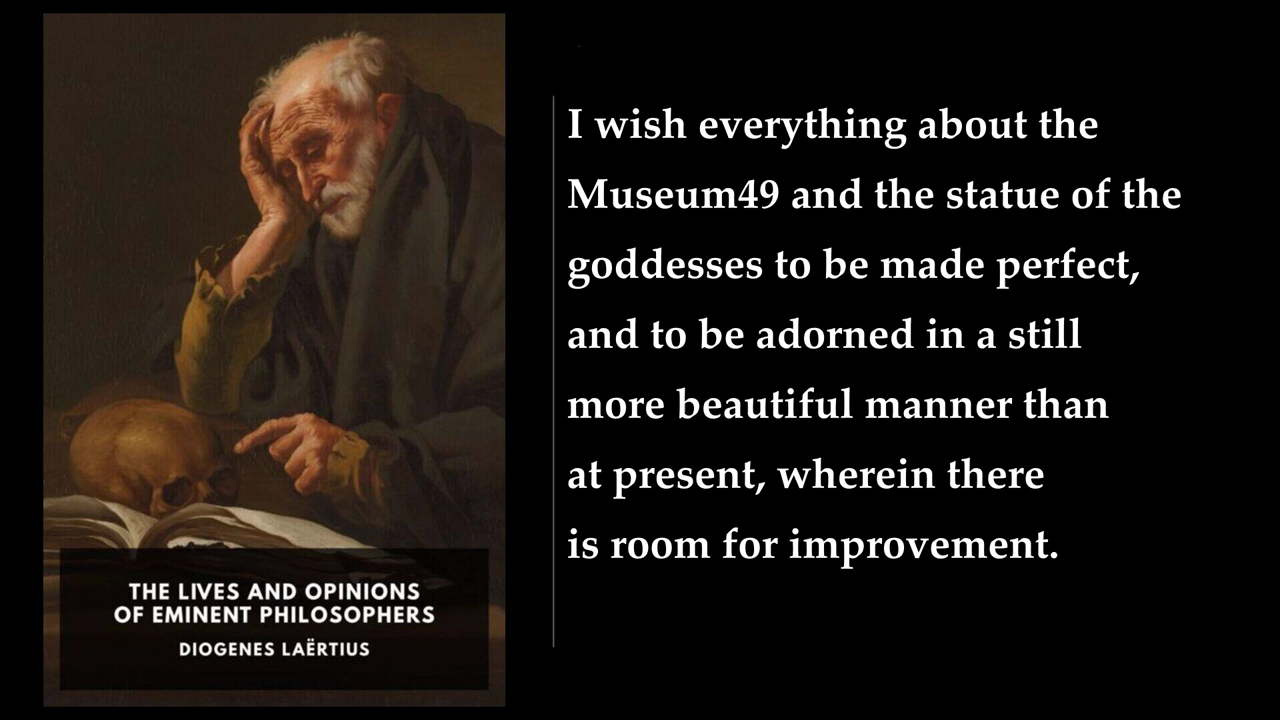 THE LIVES AND OPINIONS
OF EMINENT PHILOSOPHERS
DIOGENES LAËRTIUS
I wish everything about the
Museum49 and the statue of the
goddesses to be made perfect,
and to be adorned in a still
more beautiful manner than
at present, wherein there
is room for improvement.